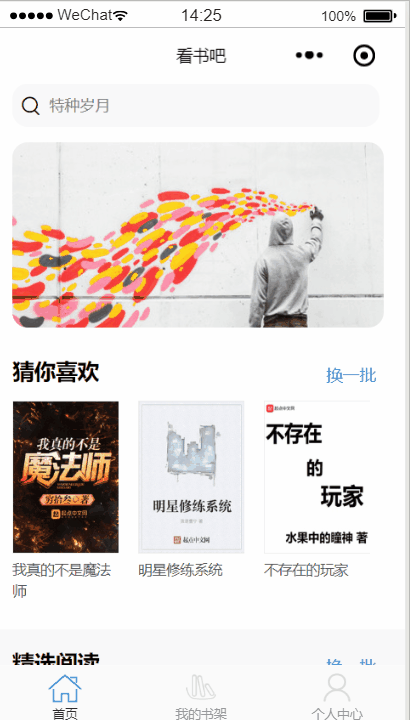 WeChat 14:25 100%
看书吧
特种岁月
猜你喜欢 换一批
我真的不是
魔法师
穷拾叁 著
起点中文网
明星修练系统
起点中文网
起点中文网
不存在
的
玩家
水果中的瞳神 著
我真的不是魔法师
明星修练系统
不存在的玩家
精选阅读 换一批
首页 我的书架 个人中心